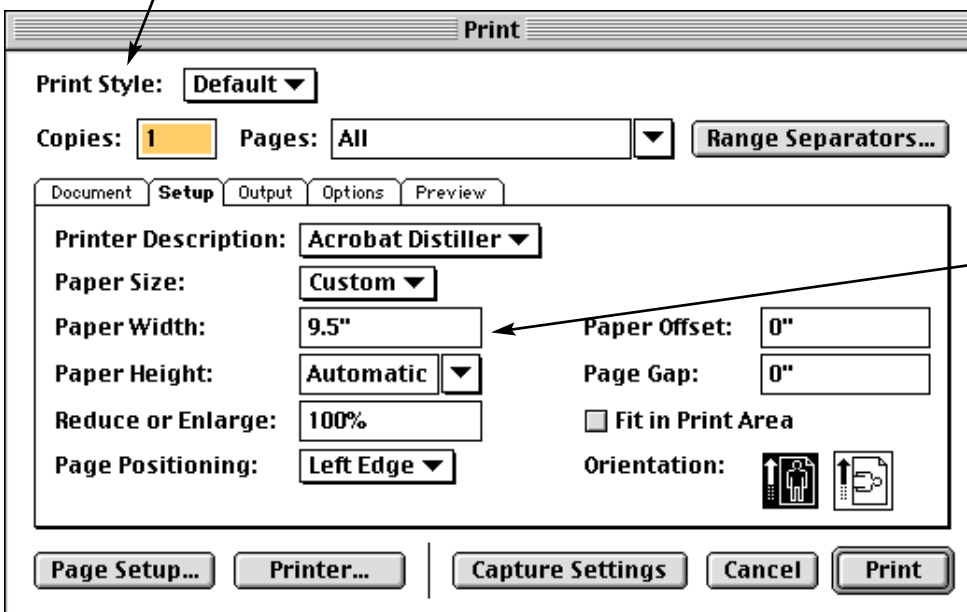 Print
Print Style: Default
Copies: 1 Pages: All Range Separators...
Document Setup Output Options Preview
Printer Description: Acrobat Distiller
Paper Size: Custom
Paper Width: 9.5" Paper Offset: 0"
Paper Height: Automatic Page Gap: 0"
Reduce or Enlarge: 100% Fit in Print Area
Page Positioning: Left Edge Orientation:
Page Setup... Printer... Capture Settings Cancel Print